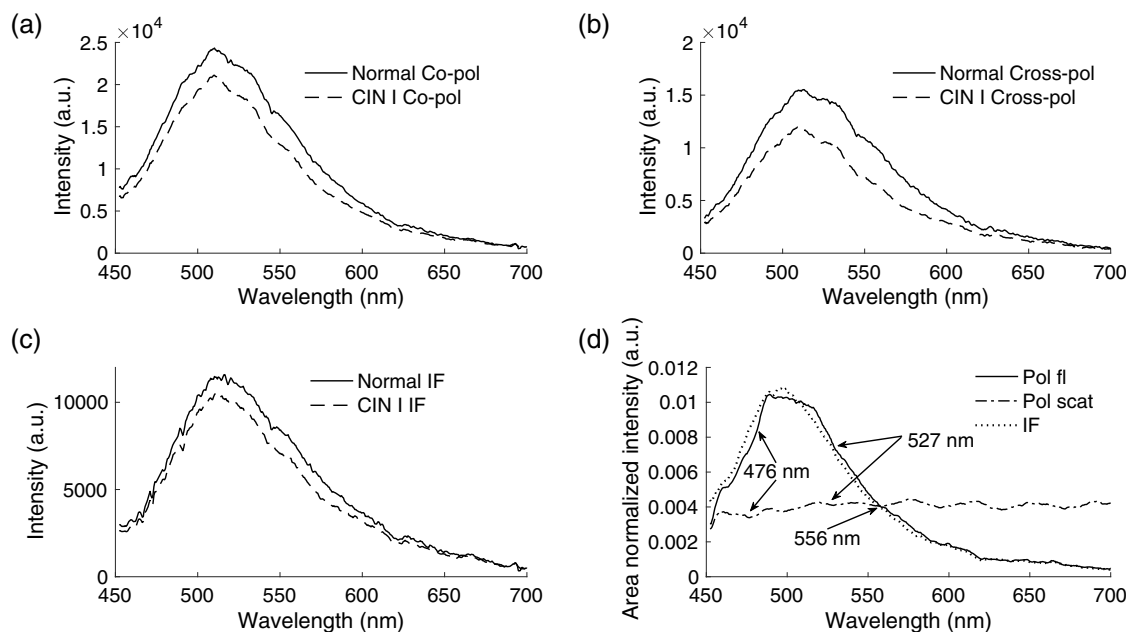 (a)
×10⁴
2.5
2
1.5
1
0.5
0
Intensity (a.u.)
Normal Co-pol
CIN I Co-pol
450 500 550 600 650 700
Wavelength (nm)
(b)
×10⁴
2
1.5
1
0.5
0
Intensity (a.u.)
Normal Cross-pol
CIN I Cross-pol
450 500 550 600 650 700
Wavelength (nm)
(c)
10000
5000
0
Intensity (a.u.)
Normal IF
CIN I IF
450 500 550 600 650 700
Wavelength (nm)
(d)
0.012
0.01
0.008
0.006
0.004
0.002
0
Area normalized intensity (a.u.)
Pol fl
Pol scat
IF
527 nm
476 nm
556 nm
450 500 550 600 650 700
Wavelength (nm)